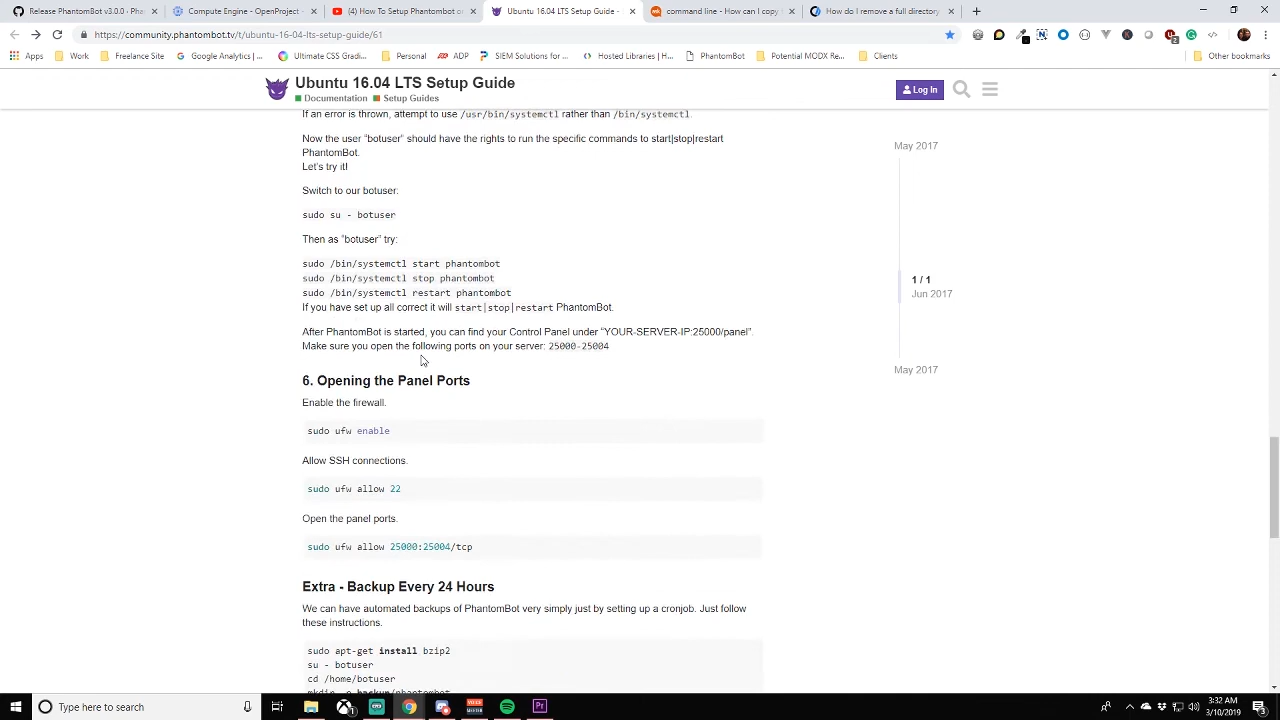 Release PhantomBot v3.0.0 · Pha
Compute Engine - OpenProject -
(4) How To Setup Phantombot on
Ubuntu 16.04 LTS Setup Guide -
command line - How can I copy f
How do I remove a full directory
https://community.phantombot.tv/t/ubuntu-16-04-lts-setup-guide/61
Apps
Work
Freelance Site
Google Analytics |...
Ultimate CSS Gradi...
Personal
ADP
SIEM Solutions for...
Hosted Libraries | H...
PhantomBot
Potential MODX Re...
Clients
Other bookmarks
Ubuntu 16.04 LTS Setup Guide
Documentation Setup Guides
Log In
If an error is thrown, attempt to use /usr/bin/systemctl rather than /bin/systemctl.
Now the user "botuser" should have the rights to run the specific commands to start|stop|restart
PhantomBot.
Let's try it!
Switch to our botuser:
sudo su - botuser
Then as "botuser" try:
sudo /bin/systemctl start phantombot
sudo /bin/systemctl stop phantombot
sudo /bin/systemctl restart phantombot
If you have set up all correct it will start|stop|restart PhantomBot.
After PhantomBot is started, you can find your Control Panel under "YOUR-SERVER-IP:25000/panel".
Make sure you open the following ports on your server: 25000-25004
6. Opening the Panel Ports
Enable the firewall.
sudo ufw enable
Allow SSH connections.
sudo ufw allow 22
Open the panel ports.
sudo ufw allow 25000:25004/tcp
Extra - Backup Every 24 Hours
We can have automated backups of PhantomBot very simply just by setting up a cronjob. Just follow
these instructions.
sudo apt-get install bzip2
su - botuser
cd /home/botuser
mkdir -p backup/phantombot
May 2017
1 / 1
Jun 2017
May 2017
Type here to search
3:32 AM
3/10/2019